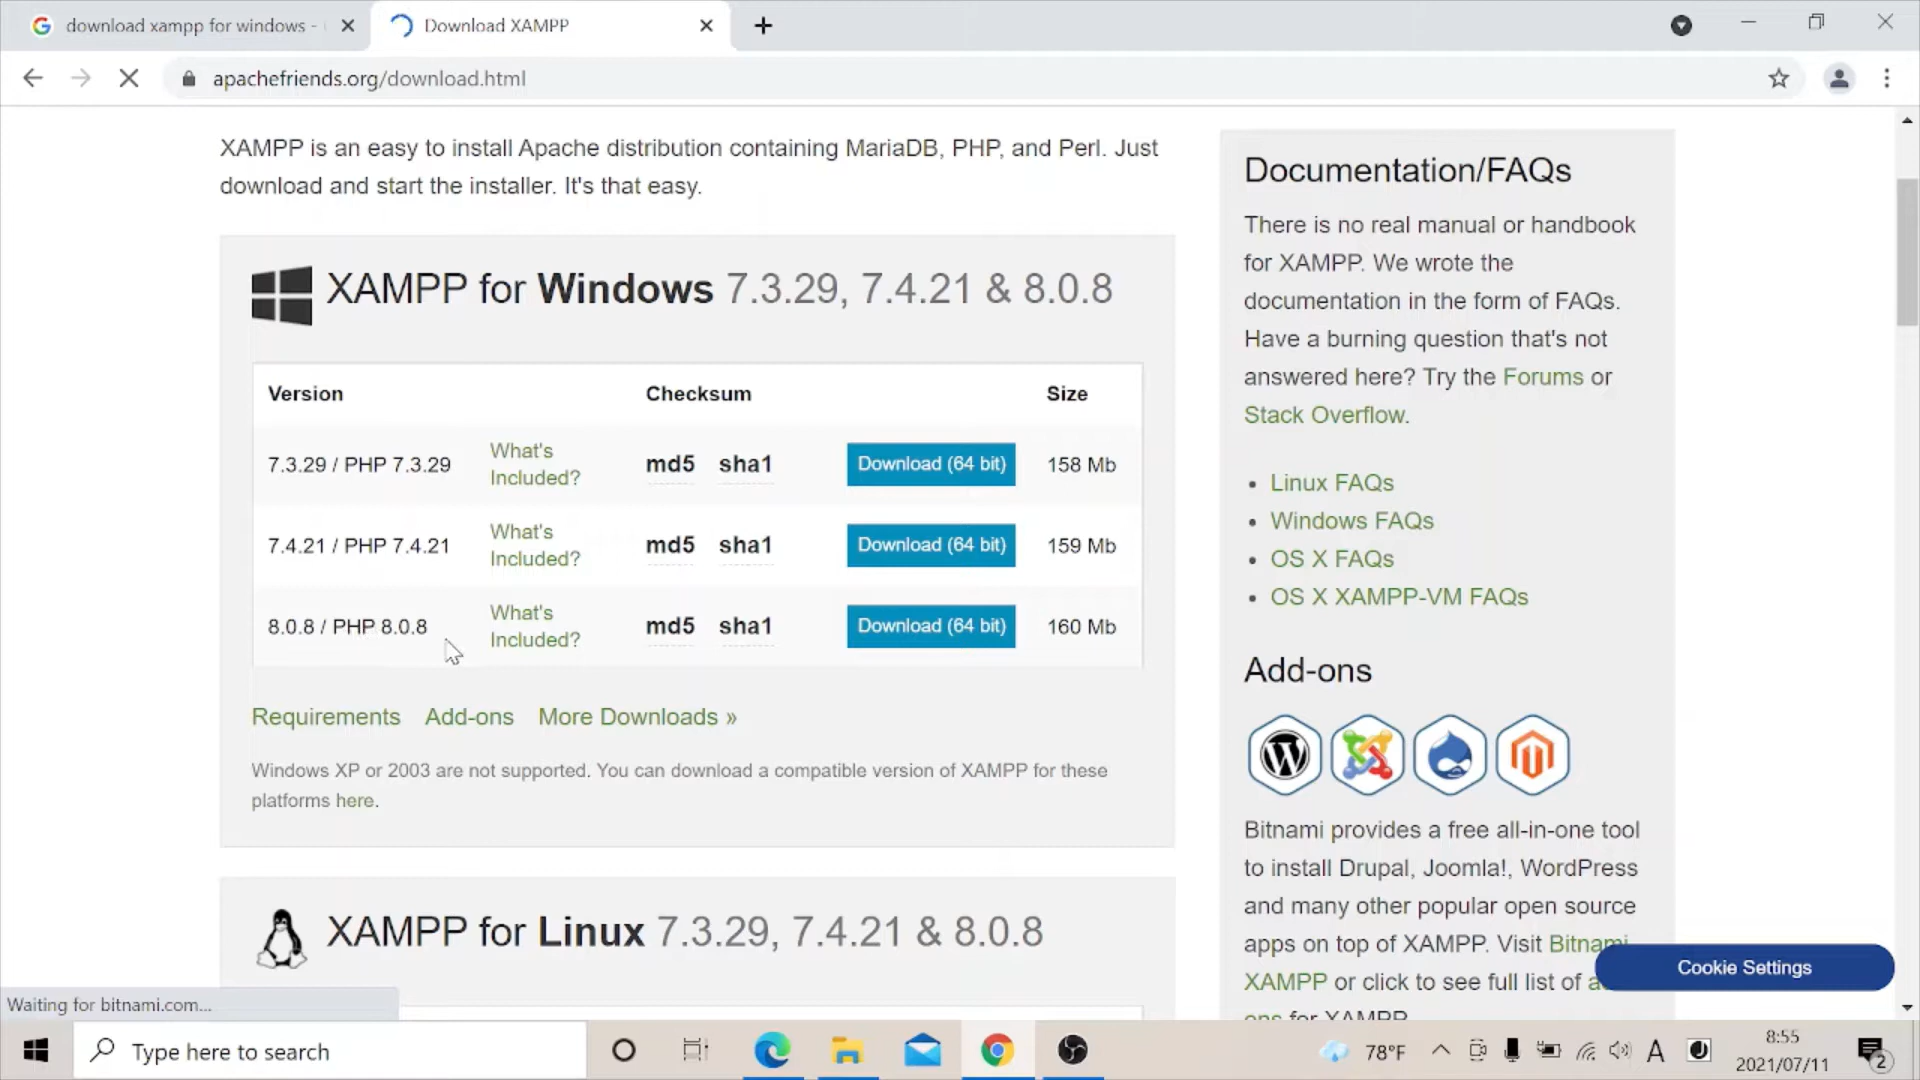 download xampp for windows -
Download XAMPP
apachefriends.org/download.html
XAMPP is an easy to install Apache distribution containing MariaDB, PHP, and Perl. Just
download and start the installer. It's that easy.
XAMPP for Windows 7.3.29, 7.4.21 & 8.0.8
Version Checksum Size
7.3.29 / PHP 7.3.29 What's Included? md5 sha1 Download (64 bit) 158 Mb
7.4.21 / PHP 7.4.21 What's Included? md5 sha1 Download (64 bit) 159 Mb
8.0.8 / PHP 8.0.8 What's Included? md5 sha1 Download (64 bit) 160 Mb
Requirements Add-ons More Downloads »
Windows XP or 2003 are not supported. You can download a compatible version of XAMPP for these
platforms here.
XAMPP for Linux 7.3.29, 7.4.21 & 8.0.8
Documentation/FAQs
There is no real manual or handbook
for XAMPP. We wrote the
documentation in the form of FAQs.
Have a burning question that's not
answered here? Try the Forums or
Stack Overflow.
• Linux FAQs
• Windows FAQs
• OS X FAQs
• OS X XAMPP-VM FAQs
Add-ons
Bitnami provides a free all-in-one tool
to install Drupal, Joomla!, WordPress
and many other popular open source
apps on top of XAMPP. Visit Bitnami
XAMPP or click to see full list of
for XAMPP
Cookie Settings
Waiting for bitnami.com...
Type here to search
78°F
A
8:55
2021/07/11
2